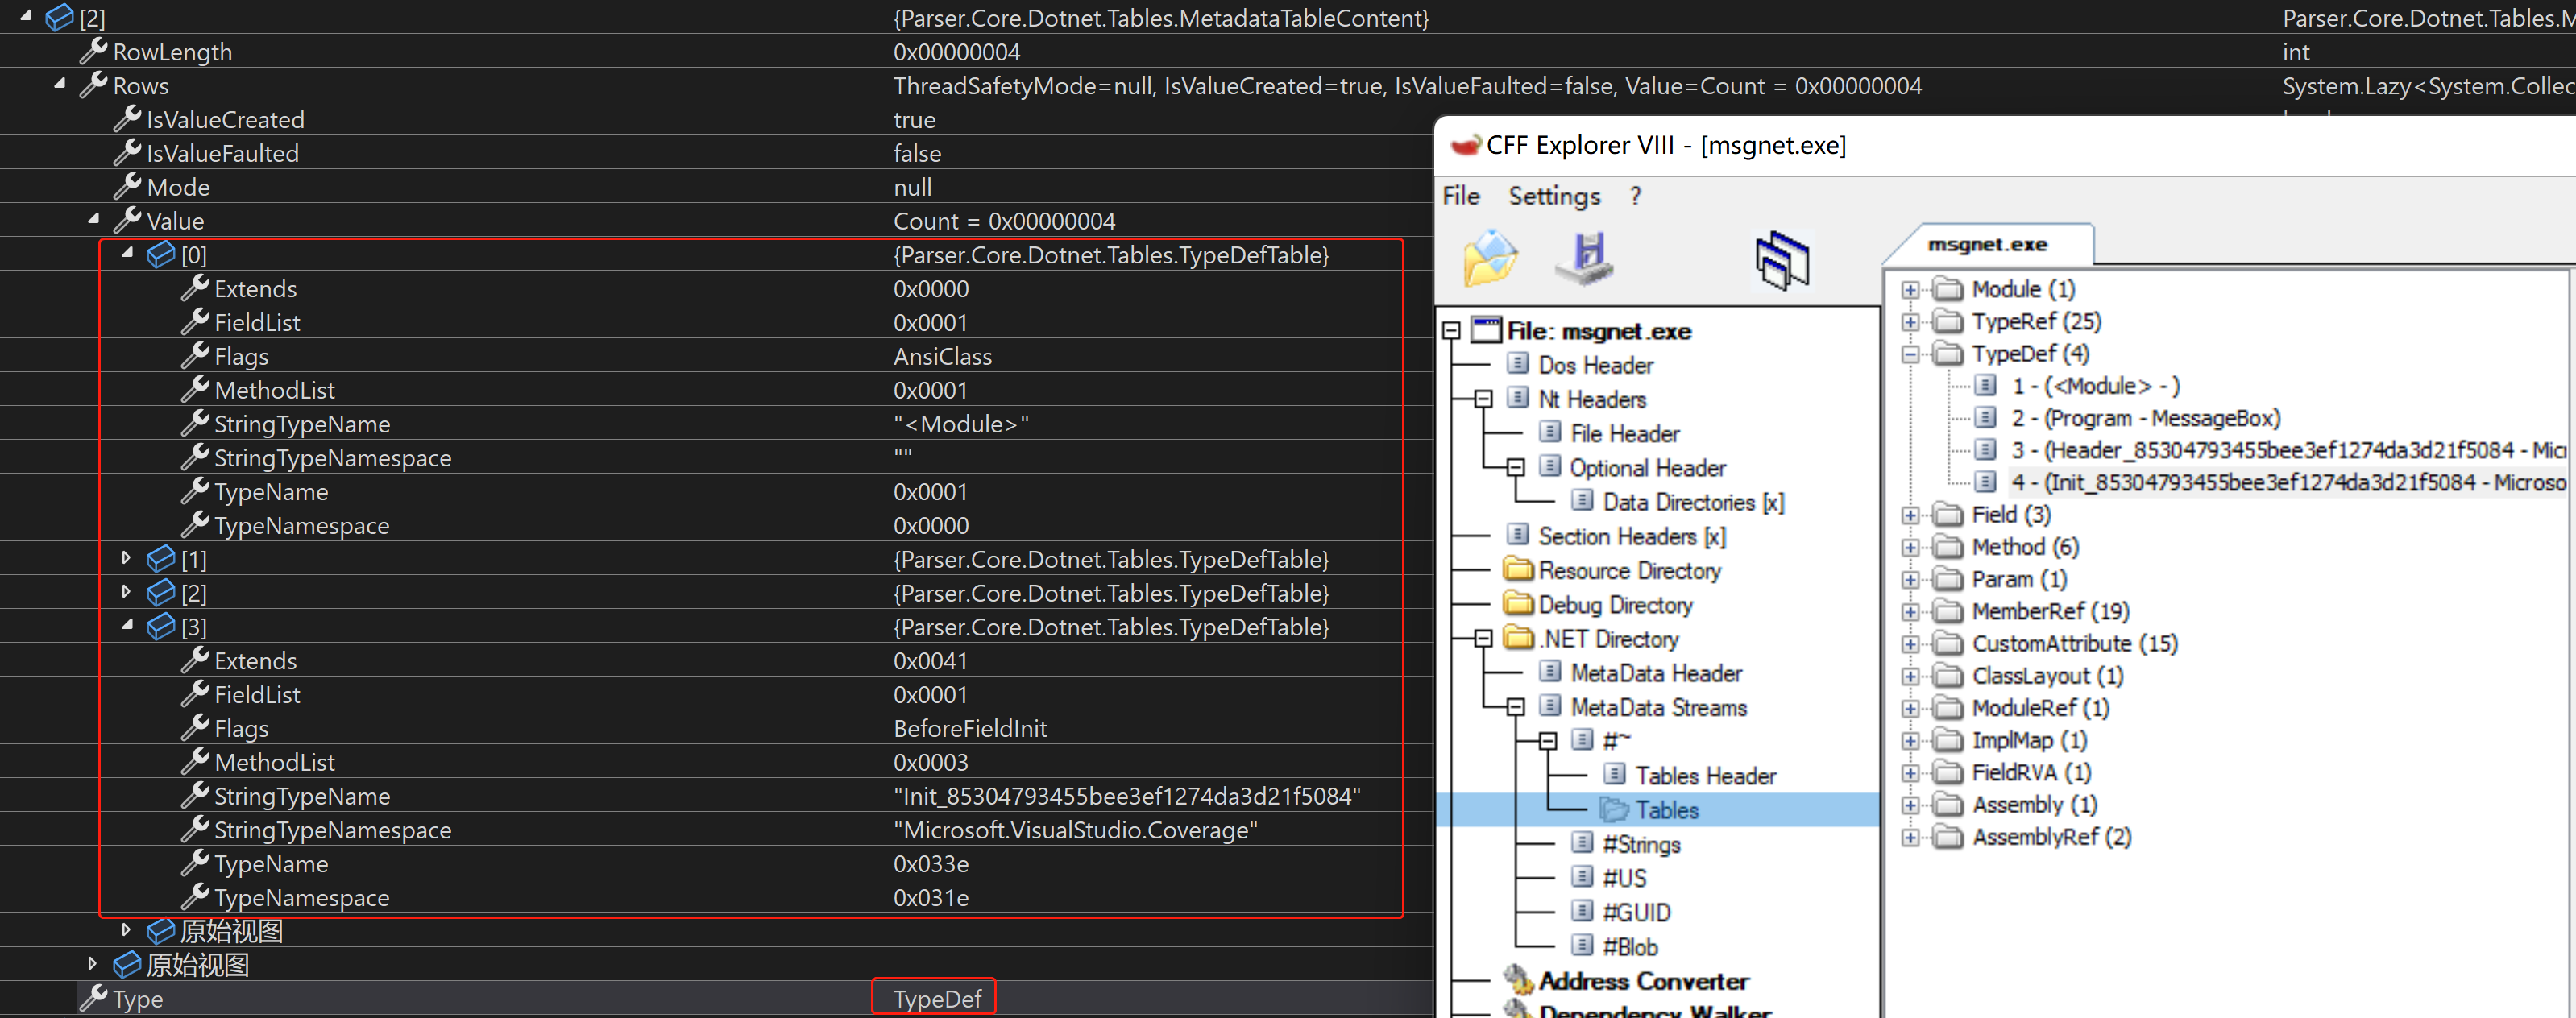 [2] {Parser.Core.Dotnet.Tables.MetadataTableContent} Parser.Core.Dotnet.Tables.M
RowLength 0x00000004 int
Rows ThreadSafetyMode=null, IsValueCreated=true, IsValueFaulted=false, Value=Count = 0x00000004 System.Lazy<System.Collec
IsValueCreated true
IsValueFaulted false
Mode null
Value Count = 0x00000004
[0] {Parser.Core.Dotnet.Tables.TypeDefTable}
Extends 0x0000
FieldList 0x0001
Flags AnsiClass
MethodList 0x0001
StringTypeName "<Module>"
StringTypeNamespace ""
TypeName 0x0001
TypeNamespace 0x0000
[1] {Parser.Core.Dotnet.Tables.TypeDefTable}
[2] {Parser.Core.Dotnet.Tables.TypeDefTable}
[3] {Parser.Core.Dotnet.Tables.TypeDefTable}
Extends 0x0041
FieldList 0x0001
Flags BeforeFieldInit
MethodList 0x0003
StringTypeName "Init_85304793455bee3ef1274da3d21f5084"
StringTypeNamespace "Microsoft.VisualStudio.Coverage"
TypeName 0x033e
TypeNamespace 0x031e
原始视图
原始视图
Type TypeDef
CFF Explorer VIII - [msgnet.exe]
File Settings ?
msgnet.exe
File: msgnet.exe
Dos Header
Nt Headers
File Header
Optional Header
Data Directories [x]
Section Headers [x]
Resource Directory
Debug Directory
.NET Directory
MetaData Header
MetaData Streams
#~
Tables Header
Tables
#Strings
#US
#GUID
#Blob
Address Converter
Dependency Walker
Module (1)
TypeRef (25)
TypeDef (4)
1 - (<Module> - )
2 - (Program - MessageBox)
3 - (Header_85304793455bee3ef1274da3d21f5084 - Mic
4 - (Init_85304793455bee3ef1274da3d21f5084 - Microso
Field (3)
Method (6)
Param (1)
MemberRef (19)
CustomAttribute (15)
ClassLayout (1)
ModuleRef (1)
ImplMap (1)
FieldRVA (1)
Assembly (1)
AssemblyRef (2)